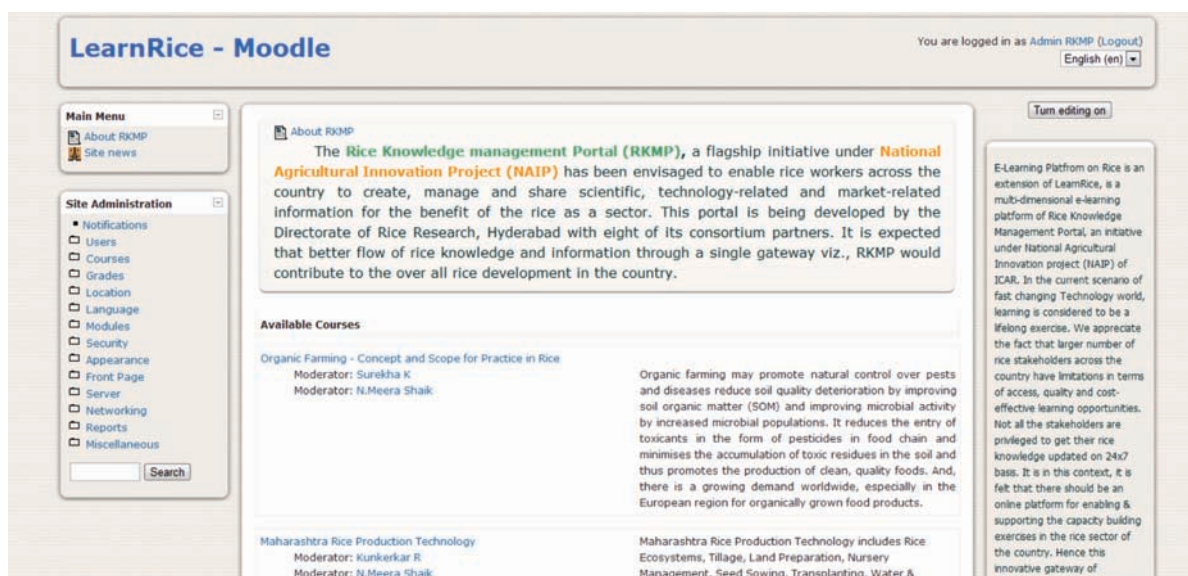 LearnRice - Moodle
You are logged in as Admin RKMP (Logout)
English (en)
Main Menu
About RKMP
Site news
Site Administration
Notifications
Users
Courses
Grades
Location
Language
Modules
Security
Appearance
Front Page
Server
Networking
Reports
Miscellaneous
Search
About RKMP
The Rice Knowledge management Portal (RKMP), a flagship initiative under National
Agricultural Innovation Project (NAIP) has been envisaged to enable rice workers across the
country to create, manage and share scientific, technology-related and market-related
information for the benefit of the rice as a sector. This portal is being developed by the
Directorate of Rice Research, Hyderabad with eight of its consortium partners. It is expected
that better flow of rice knowledge and information through a single gateway viz., RKMP would
contribute to the over all rice development in the country.
Available Courses
Organic Farming - Concept and Scope for Practice in Rice
Moderator: Surekha K
Moderator: N.Meera Shaik
Organic farming may promote natural control over pests
and diseases reduce soil quality deterioration by improving
soil organic matter (SOM) and improving microbial activity
by increased microbial populations. It reduces the entry of
toxicants in the form of pesticides in food chain and
minimises the accumulation of toxic residues in the soil and
thus promotes the production of clean, quality foods. And,
there is a growing demand worldwide, especially in the
European region for organically grown food products.
Maharashtra Rice Production Technology
Moderator: Kunkerkar R
Moderator: N.Meera Shaik
Maharashtra Rice Production Technology includes Rice
Ecosystems, Tillage, Land Preparation, Nursery
Management, Seed Sowing, Transplanting, Water &
Turn editing on
E-Learning Platfrom on Rice is an
extension of LearnRice, is a
multi-dimensional e-learning
platform of Rice Knowledge
Management Portal, an initiative
under National Agricultural
Innovation project (NAIP) of
ICAR. In the current scenario of
fast changing Technology world,
learning is considered to be a
lifelong exercise. We appreciate
the fact that larger number of
rice stakeholders across the
country have limitations in terms
of access, quality and cost-
effective learning opportunities.
Not all the stakeholders are
privileged to get their rice
knowledge updated on 24x7
basis. It is in this context, it is
felt that there should be an
online platform for enabling &
supporting the capacity building
exercises in the rice sector of
the country. Hence this
innovative gateway of